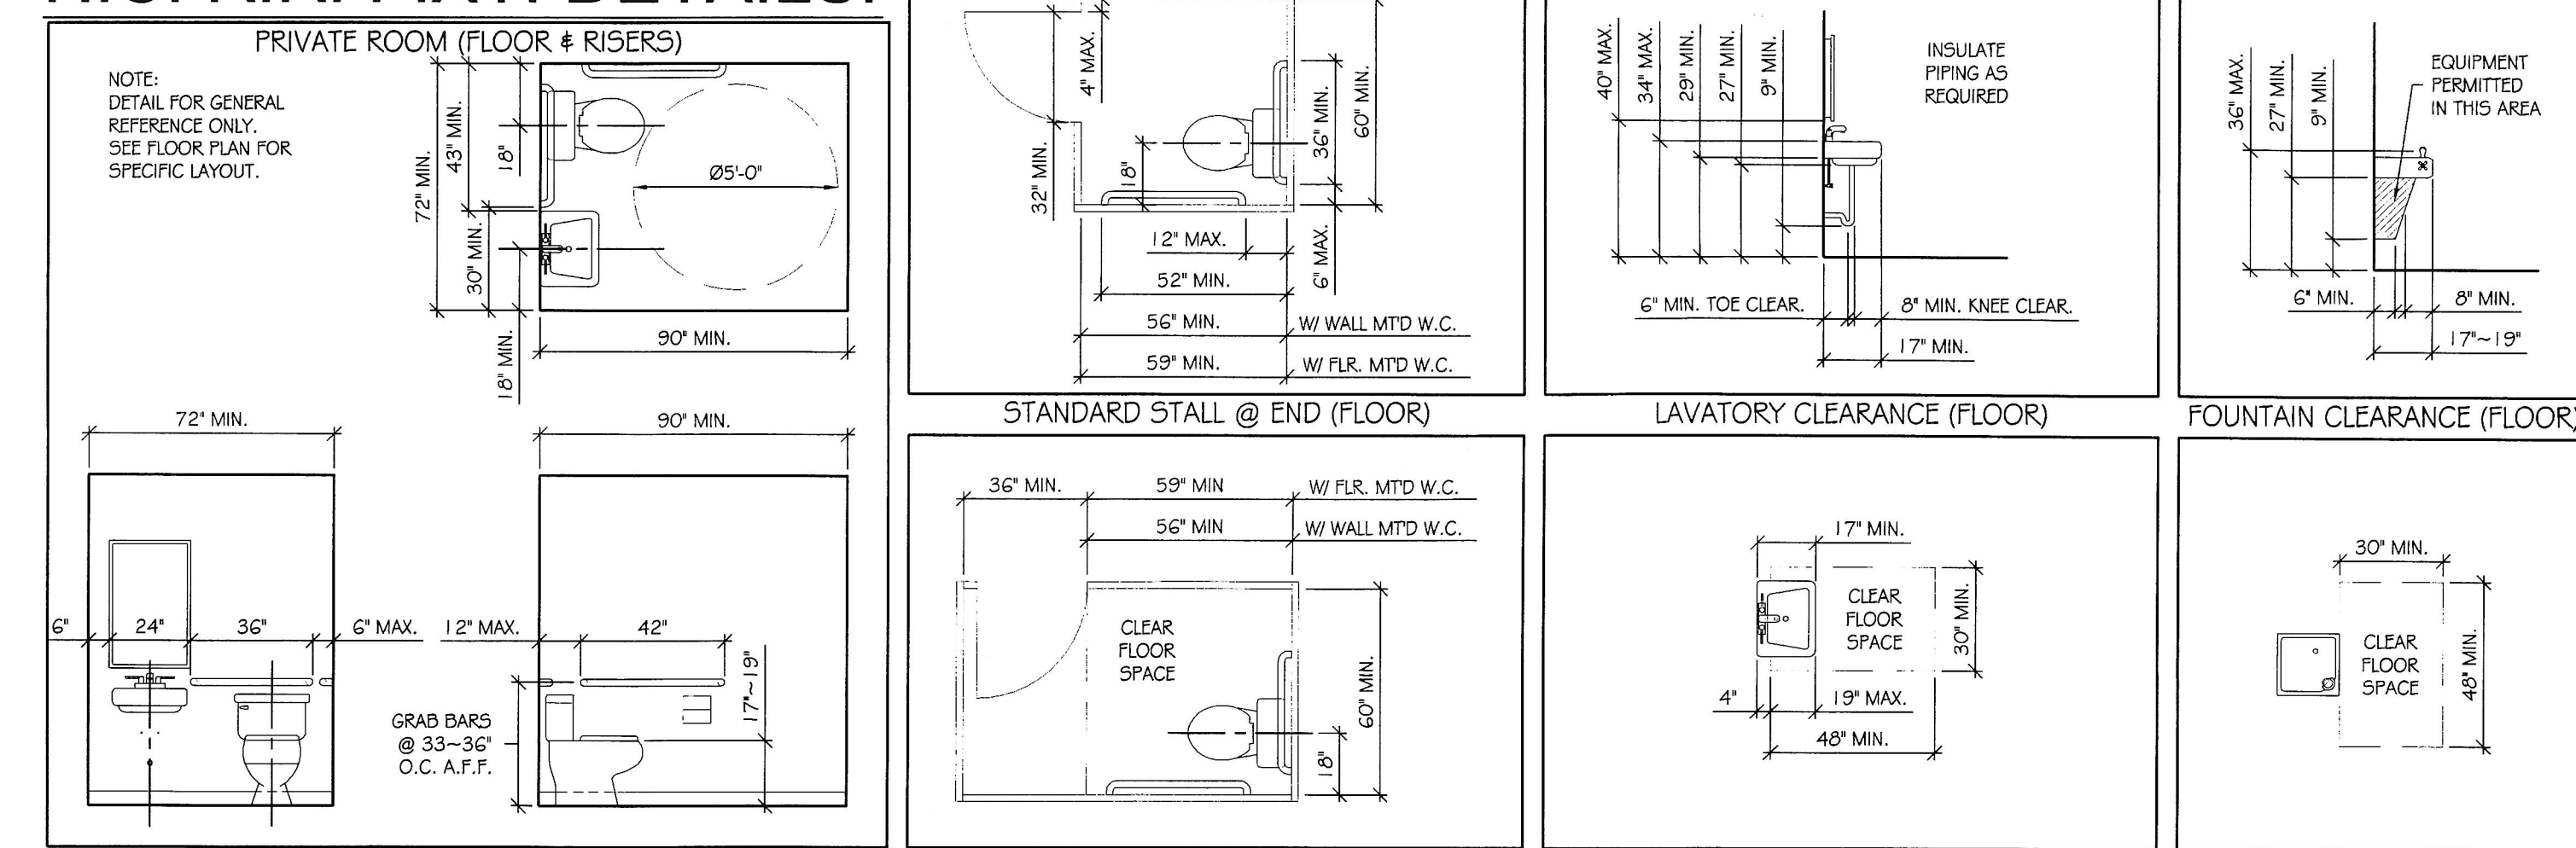 PRIVATE ROOM (FLOOR & RISERS)
NOTE:
DETAIL FOR GENERAL
REFERENCE ONLY.
SEE FLOOR PLAN FOR
SPECIFIC LAYOUT.
72" MIN.
43" MIN.
18"
30" MIN.
18" MIN.
Ø5'-0"
90" MIN.
72" MIN.
90" MIN.
6"
24"
36"
6" MAX.
12" MAX.
42"
17"~19"
GRAB BARS
@ 33~36"
O.C. A.F.F.
4" MAX.
32" MIN.
18"
36" MIN.
60" MIN.
12" MAX.
6" MAX.
52" MIN.
56" MIN. W/ WALL MT'D W.C.
59" MIN. W/ FLR. MT'D W.C.
STANDARD STALL @ END (FLOOR)
36" MIN. 59" MIN W/ FLR. MT'D W.C.
56" MIN W/ WALL MT'D W.C.
CLEAR
FLOOR
SPACE
60" MIN.
18"
40" MAX.
34" MAX.
29" MIN.
27" MIN.
9" MIN.
INSULATE
PIPING AS
REQUIRED
6" MIN. TOE CLEAR.
8" MIN. KNEE CLEAR.
17" MIN.
LAVATORY CLEARANCE (FLOOR)
17" MIN.
CLEAR
FLOOR
SPACE
30" MIN.
4"
19" MAX.
48" MIN.
36" MAX.
27" MIN.
9" MIN.
EQUIPMENT
PERMITTED
IN THIS AREA
6" MIN.
8" MIN.
17"~19"
FOUNTAIN CLEARANCE (FLOOR)
30" MIN.
CLEAR
FLOOR
SPACE
48" MIN.